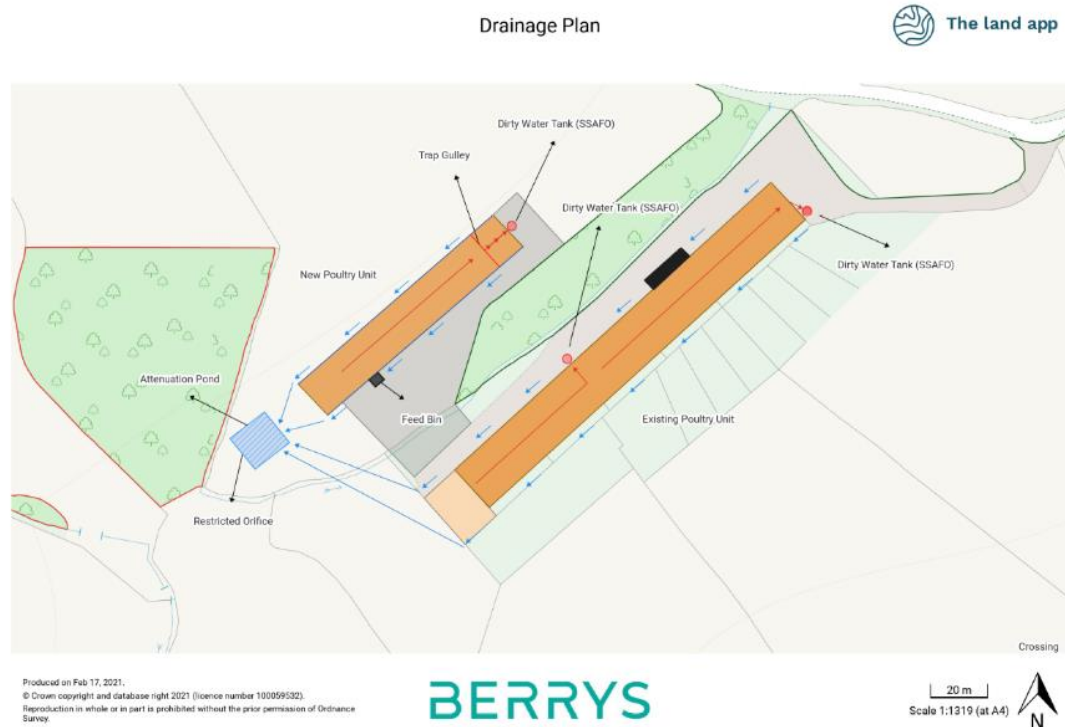 Drainage Plan
The land app
Dirty Water Tank (SSAFO)
Trap Gulley
Dirty Water Tank (SSAFO)
Dirty Water Tank (SSAFO)
New Poultry Unit
Attenuation Pond
Feed Bin
Existing Poultry Unit
Restricted Orifice
Crossing
Produced on Feb 17, 2021.
© Crown copyright and database right 2021 (licence number 100059532).
Reproduction in whole or in part is prohibited without the prior permission of Ordnance
Survey.
BERRYS
20 m
Scale 1:1319 (at A4)
N